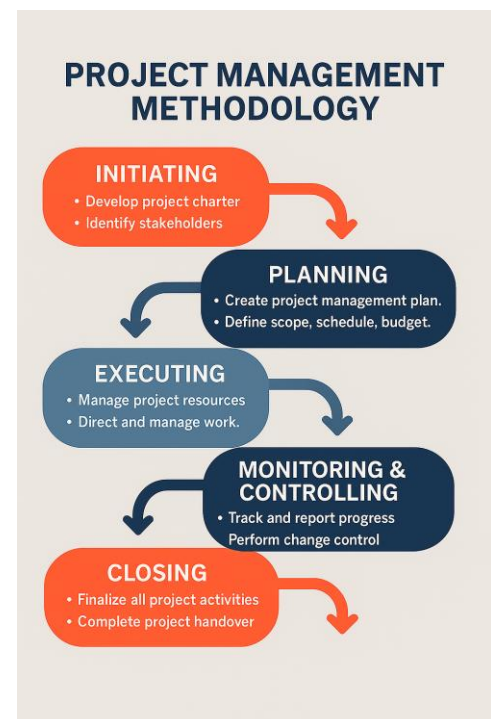 PROJECT MANAGEMENT
METHODOLOGY
INITIATING
• Develop project charter
• Identify stakeholders
PLANNING
• Create project management plan.
• Define scope, schedule, budget.
EXECUTING
• Manage project resources
• Direct and manage work.
MONITORING &
CONTROLLING
• Track and report progress
Perform change control
CLOSING
• Finalize all project activities
• Complete project handover